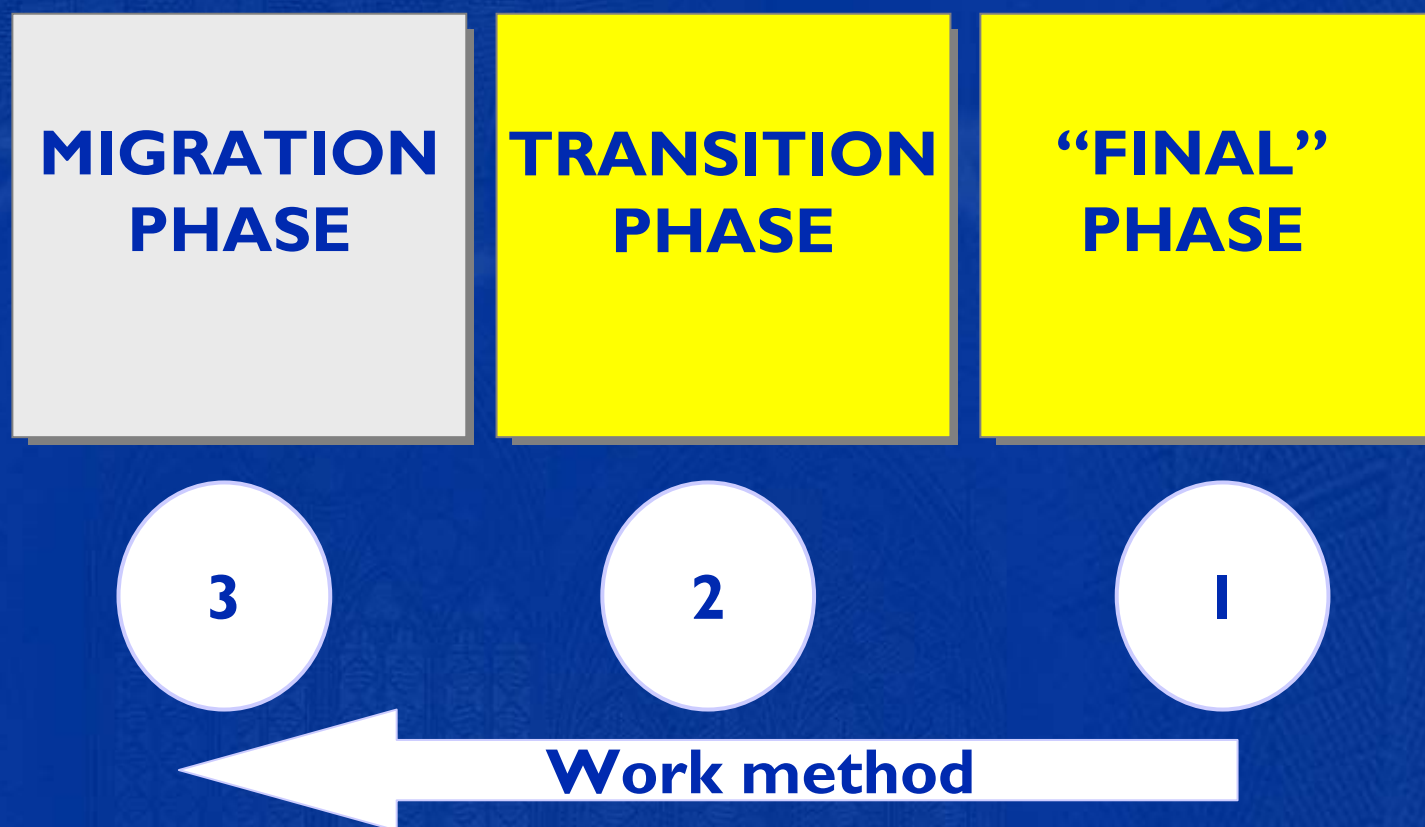 MIGRATION
PHASE
TRANSITION
PHASE
“FINAL”
PHASE
3
2
1
Work method